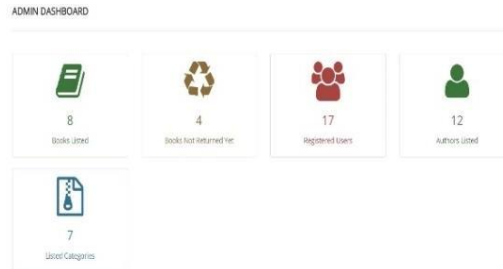 ADMIN DASHBOARD
8
Books Listed
4
Books Not Returned Yet
17
Registered Users
12
Authors Listed
7
Listed Categories